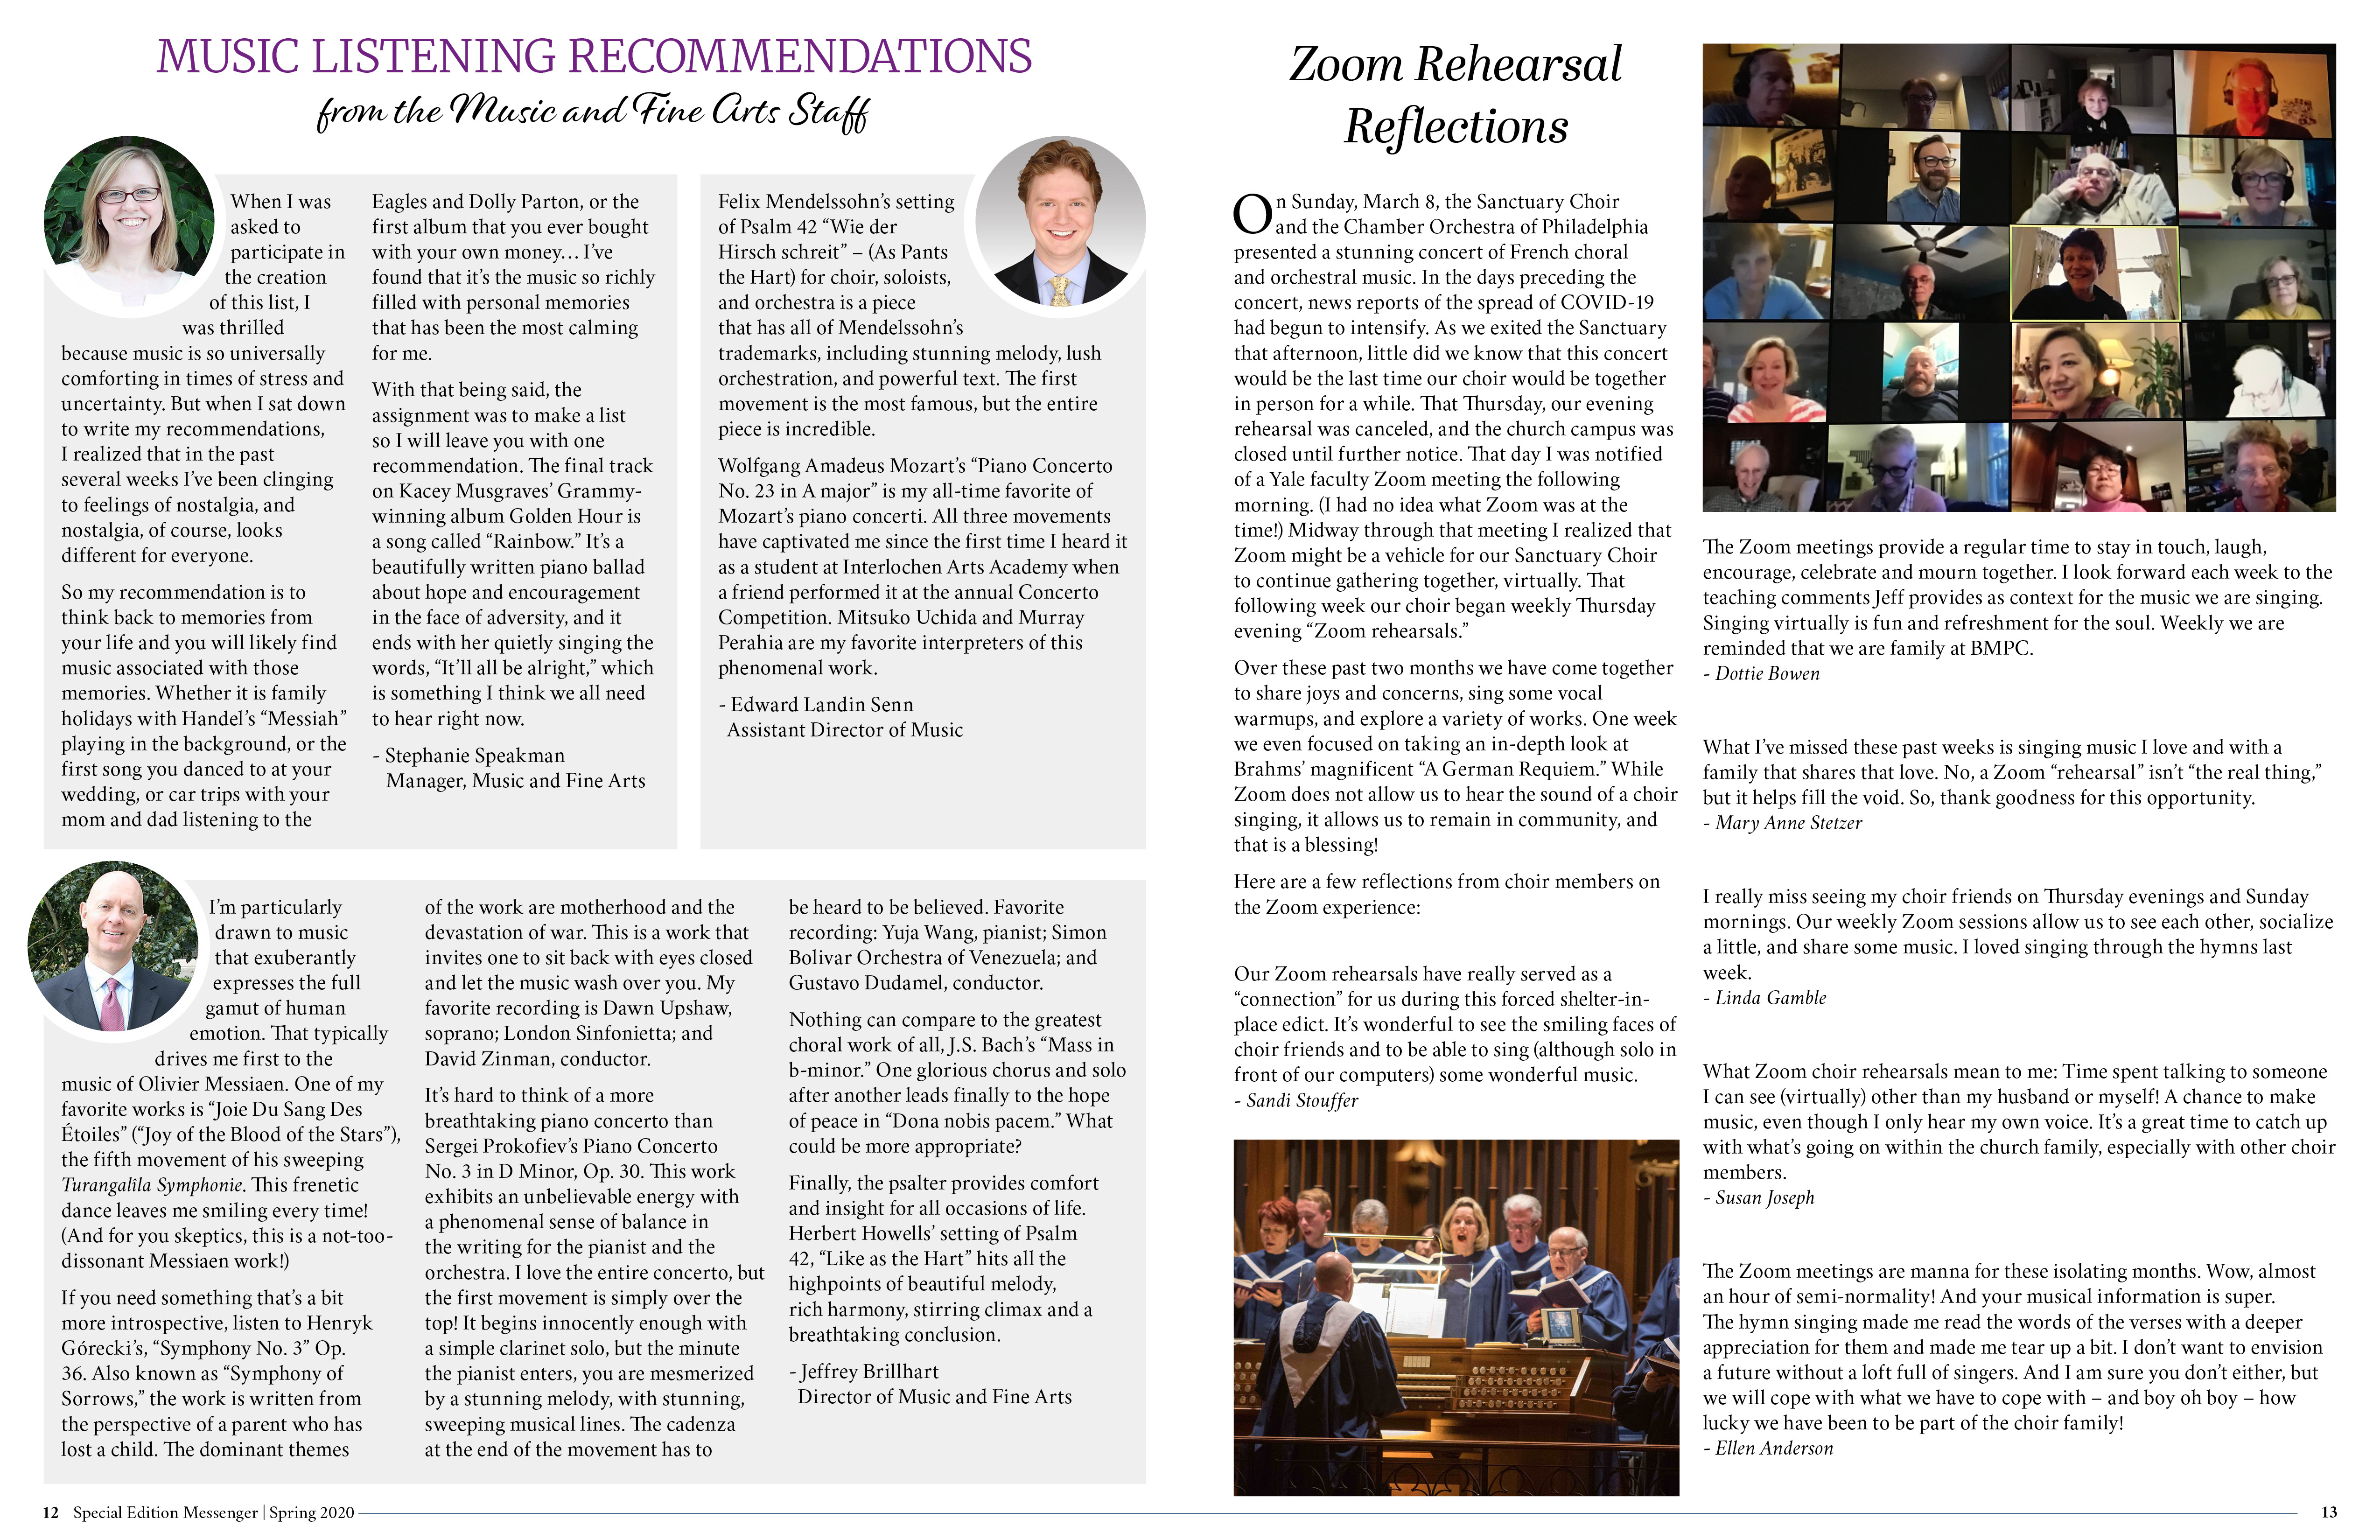 MUSIC LISTENING RECOMMENDATIONS
from the Music and Fine Arts Staff
When I was
asked to
participate in
the creation
of this list, I
was thrilled
because music is so universally
comforting in times of stress and
uncertainty. But when I sat down
to write my recommendations,
I realized that in the past
several weeks I've been clinging
to feelings of nostalgia, and
nostalgia, of course, looks
different for everyone.
So my recommendation is to
think back to memories from
your life and you will likely find
music associated with those
memories. Whether it is family
holidays with Handel's “Messiah”
playing in the background, or the
first song you danced to at your
wedding, or car trips with your
mom and dad listening to the
Eagles and Dolly Parton, or the
first album that you ever bought
with your own money… I've
found that it's the music so richly
filled with personal memories
that has been the most calming
for me.
With that being said, the
assignment was to make a list
so I will leave you with one
recommendation. The final track
on Kacey Musgraves' Grammy-
winning album Golden Hour is
a song called “Rainbow.” It's a
beautifully written piano ballad
about hope and encouragement
in the face of adversity, and it
ends with her quietly singing the
words, “It'll all be alright,” which
is something I think we all need
to hear right now.
- Stephanie Speakman
Manager, Music and Fine Arts
Felix Mendelssohn's setting
of Psalm 42 “Wie der
Hirsch schreit” – (As Pants
the Hart) for choir, soloists,
and orchestra is a piece
that has all of Mendelssohn's
trademarks, including stunning melody, lush
orchestration, and powerful text. The first
movement is the most famous, but the entire
piece is incredible.
Wolfgang Amadeus Mozart's “Piano Concerto
No. 23 in A major” is my all-time favorite of
Mozart's piano concerti. All three movements
have captivated me since the first time I heard it
as a student at Interlochen Arts Academy when
a friend performed it at the annual Concerto
Competition. Mitsuko Uchida and Murray
Perahia are my favorite interpreters of this
phenomenal work.
- Edward Landin Senn
Assistant Director of Music
I'm particularly
drawn to music
that exuberantly
expresses the full
gamut of human
emotion. That typically
drives me first to the
music of Olivier Messiaen. One of my
favorite works is “Joie Du Sang Des
Étoiles” (“Joy of the Blood of the Stars”),
the fifth movement of his sweeping
Turangalîla Symphonie. This frenetic
dance leaves me smiling every time!
(And for you skeptics, this is a not-too-
dissonant Messiaen work!)
If you need something that's a bit
more introspective, listen to Henryk
Górecki's, “Symphony No. 3” Op.
36. Also known as “Symphony of
Sorrows,” the work is written from
the perspective of a parent who has
lost a child. The dominant themes
of the work are motherhood and the
devastation of war. This is a work that
invites one to sit back with eyes closed
and let the music wash over you. My
favorite recording is Dawn Upshaw,
soprano; London Sinfonietta; and
David Zinman, conductor.
It's hard to think of a more
breathtaking piano concerto than
Sergei Prokofiev's Piano Concerto
No. 3 in D Minor, Op. 30. This work
exhibits an unbelievable energy with
a phenomenal sense of balance in
the writing for the pianist and the
orchestra. I love the entire concerto, but
the first movement is simply over the
top! It begins innocently enough with
a simple clarinet solo, but the minute
the pianist enters, you are mesmerized
by a stunning melody, with stunning,
sweeping musical lines. The cadenza
at the end of the movement has to
be heard to be believed. Favorite
recording: Yuja Wang, pianist; Simon
Bolivar Orchestra of Venezuela; and
Gustavo Dudamel, conductor.
Nothing can compare to the greatest
choral work of all, J.S. Bach's “Mass in
b-minor.” One glorious chorus and solo
after another leads finally to the hope
of peace in “Dona nobis pacem.” What
could be more appropriate?
Finally, the psalter provides comfort
and insight for all occasions of life.
Herbert Howells' setting of Psalm
42, “Like as the Hart” hits all the
highpoints of beautiful melody,
rich harmony, stirring climax and a
breathtaking conclusion.
- Jeffrey Brillhart
Director of Music and Fine Arts
12 Special Edition Messenger | Spring 2020
Zoom Rehearsal
Reflections
On Sunday, March 8, the Sanctuary Choir
and the Chamber Orchestra of Philadelphia
presented a stunning concert of French choral
and orchestral music. In the days preceding the
concert, news reports of the spread of COVID-19
had begun to intensify. As we exited the Sanctuary
that afternoon, little did we know that this concert
would be the last time our choir would be together
in person for a while. That Thursday, our evening
rehearsal was canceled, and the church campus was
closed until further notice. That day I was notified
of a Yale faculty Zoom meeting the following
morning. (I had no idea what Zoom was at the
time!) Midway through that meeting I realized that
Zoom might be a vehicle for our Sanctuary Choir
to continue gathering together, virtually. That
following week our choir began weekly Thursday
evening “Zoom rehearsals.”
Over these past two months we have come together
to share joys and concerns, sing some vocal
warmups, and explore a variety of works. One week
we even focused on taking an in-depth look at
Brahms' magnificent “A German Requiem.” While
Zoom does not allow us to hear the sound of a choir
singing, it allows us to remain in community, and
that is a blessing!
Here are a few reflections from choir members on
the Zoom experience:
Our Zoom rehearsals have really served as a
“connection” for us during this forced shelter-in-
place edict. It's wonderful to see the smiling faces of
choir friends and to be able to sing (although solo in
front of our computers) some wonderful music.
- Sandi Stouffer
The Zoom meetings provide a regular time to stay in touch, laugh,
encourage, celebrate and mourn together. I look forward each week to the
teaching comments Jeff provides as context for the music we are singing.
Singing virtually is fun and refreshment for the soul. Weekly we are
reminded that we are family at BMPC.
- Dottie Bowen
What I've missed these past weeks is singing music I love and with a
family that shares that love. No, a Zoom “rehearsal” isn't “the real thing,”
but it helps fill the void. So, thank goodness for this opportunity.
- Mary Anne Stetzer
I really miss seeing my choir friends on Thursday evenings and Sunday
mornings. Our weekly Zoom sessions allow us to see each other, socialize
a little, and share some music. I loved singing through the hymns last
week.
- Linda Gamble
What Zoom choir rehearsals mean to me: Time spent talking to someone
I can see (virtually) other than my husband or myself! A chance to make
music, even though I only hear my own voice. It's a great time to catch up
with what's going on within the church family, especially with other choir
members.
- Susan Joseph
The Zoom meetings are manna for these isolating months. Wow, almost
an hour of semi-normality! And your musical information is super.
The hymn singing made me read the words of the verses with a deeper
appreciation for them and made me tear up a bit. I don't want to envision
a future without a loft full of singers. And I am sure you don't either, but
we will cope with what we have to cope with – and boy oh boy – how
lucky we have been to be part of the choir family!
- Ellen Anderson
13